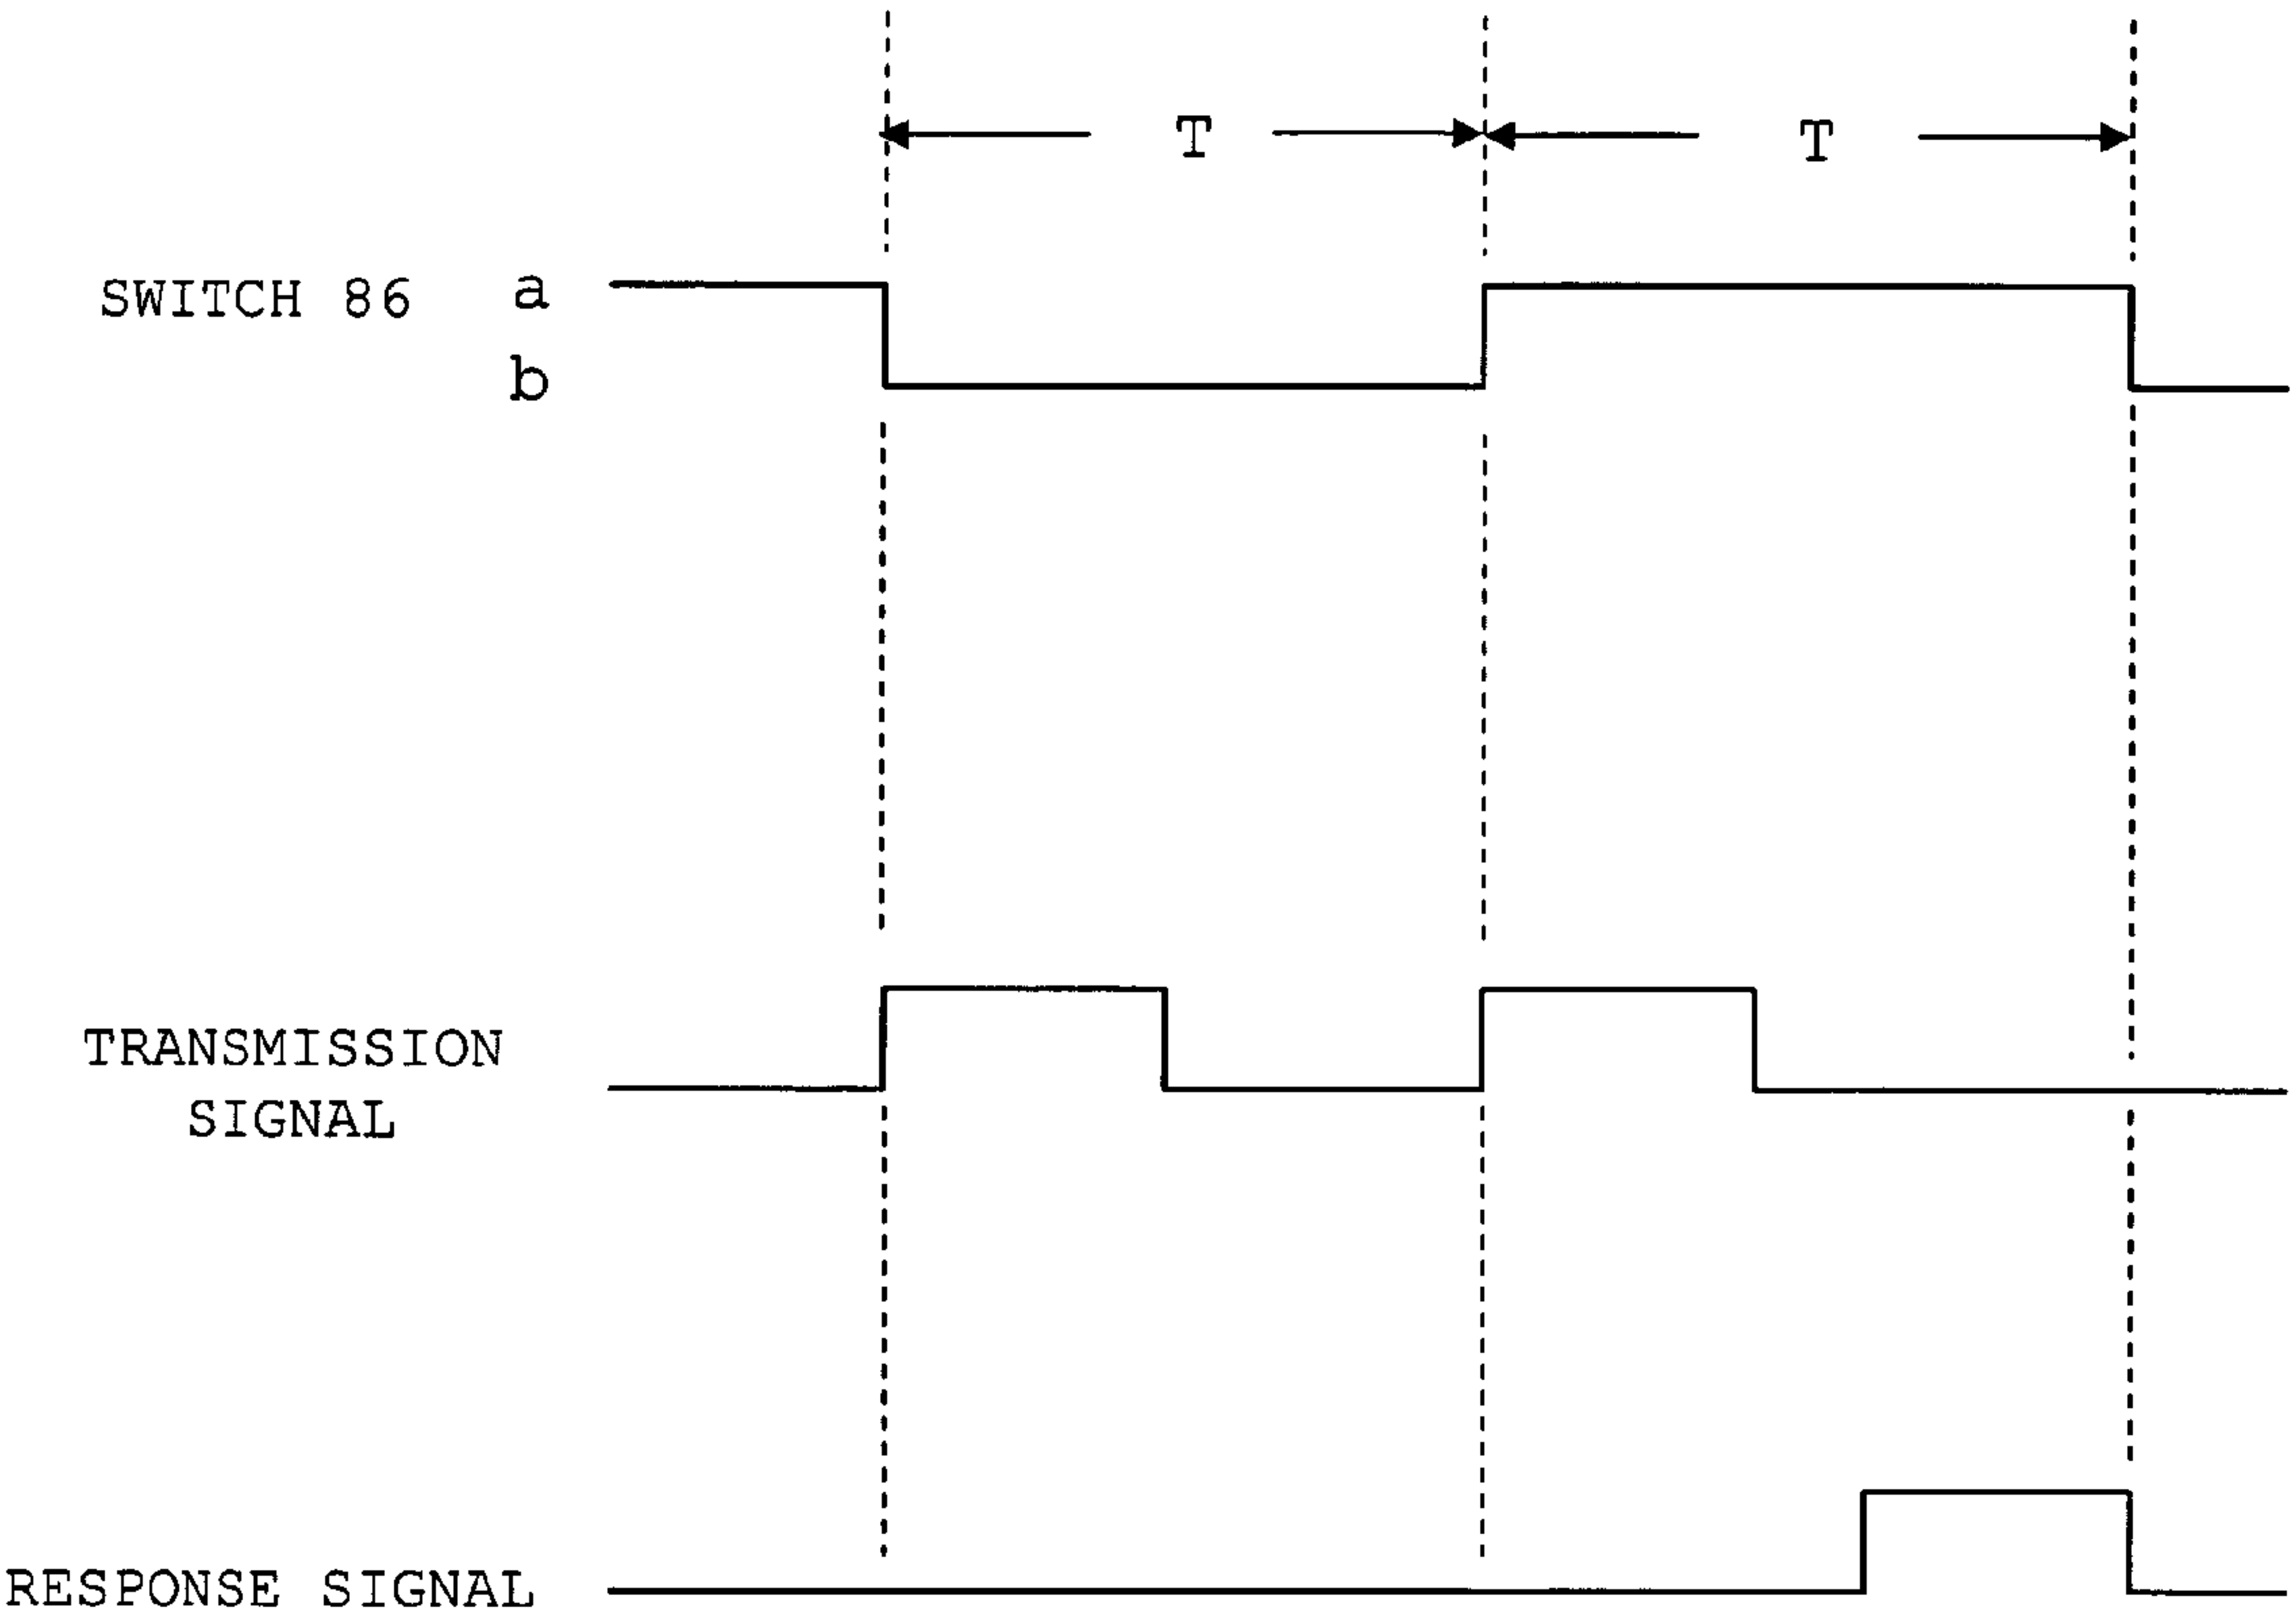 T T
SWITCH 86 a
b
TRANSMISSION
SIGNAL
RESPONSE SIGNAL